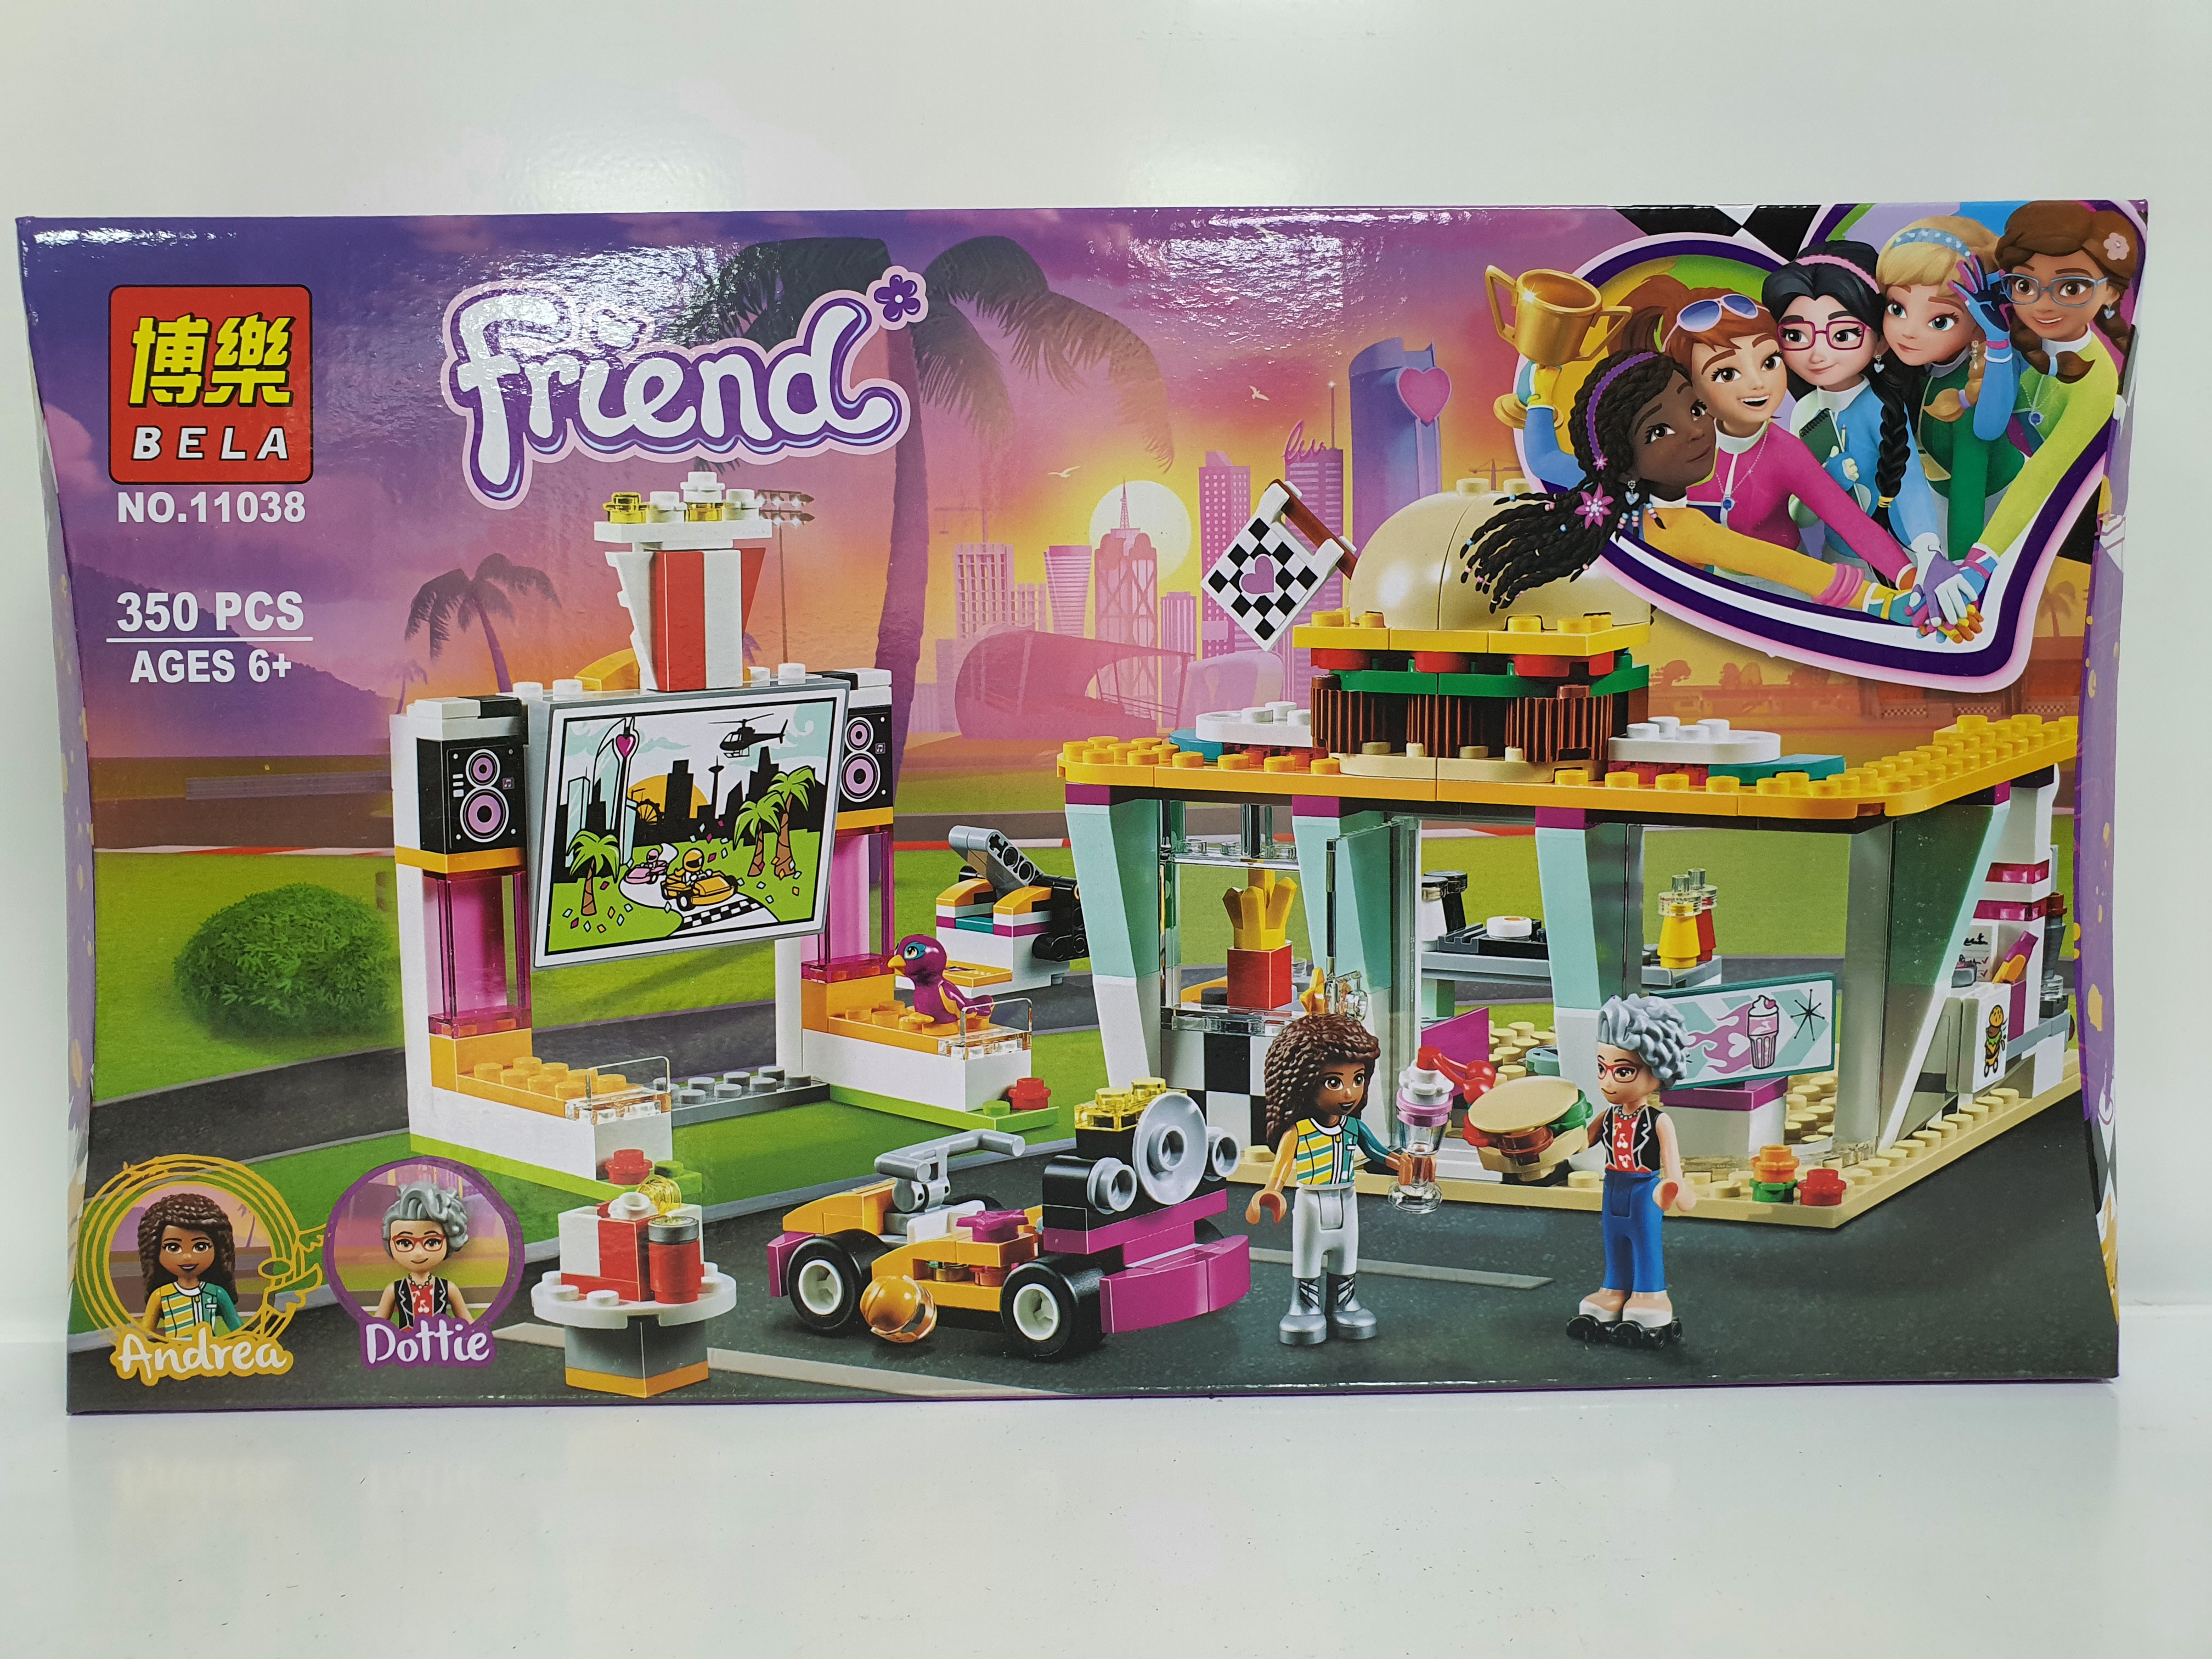 博樂
BELA
NO.11038
friend
350 PCS
AGES 6+
Andrea
Dottie